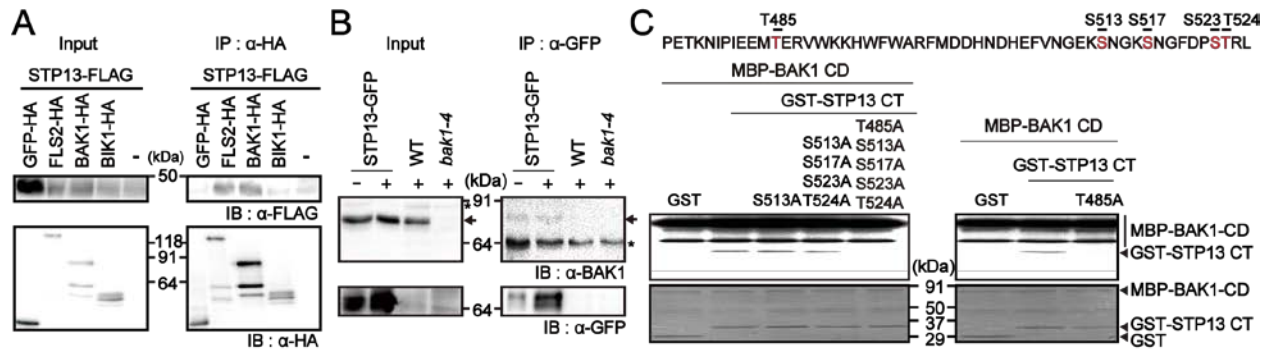 A
Input
IP : α-HA
STP13-FLAG
STP13-FLAG
GFP-HA
FLS2-HA
BAK1-HA
BIK1-HA
-
(kDa)
GFP-HA
FLS2-HA
BAK1-HA
BIK1-HA
-
50
IB : α-FLAG
118
91
64
IB : α-HA
B
Input
IP : α-GFP
STP13-GFP
WT
bak1-4
STP13-GFP
WT
bak1-4
− + + +
(kDa)
− + + +
*
91
64
*
IB : α-BAK1
64
IB : α-GFP
C
T485 S513 S517 S523 T524
PETKNIPIEEMTERVWKKHWFWARFMDDHNDHEFVNGEKSNGKSNGFDPSTRL
MBP-BAK1 CD
GST-STP13 CT
T485A
S513A S513A
S517A S517A
S523A S523A
GST S513A T524A T524A
MBP-BAK1 CD
GST-STP13 CT
GST T485A
MBP-BAK1-CD
GST-STP13 CT
(kDa)
91
50
37
29
MBP-BAK1-CD
GST-STP13 CT
GST